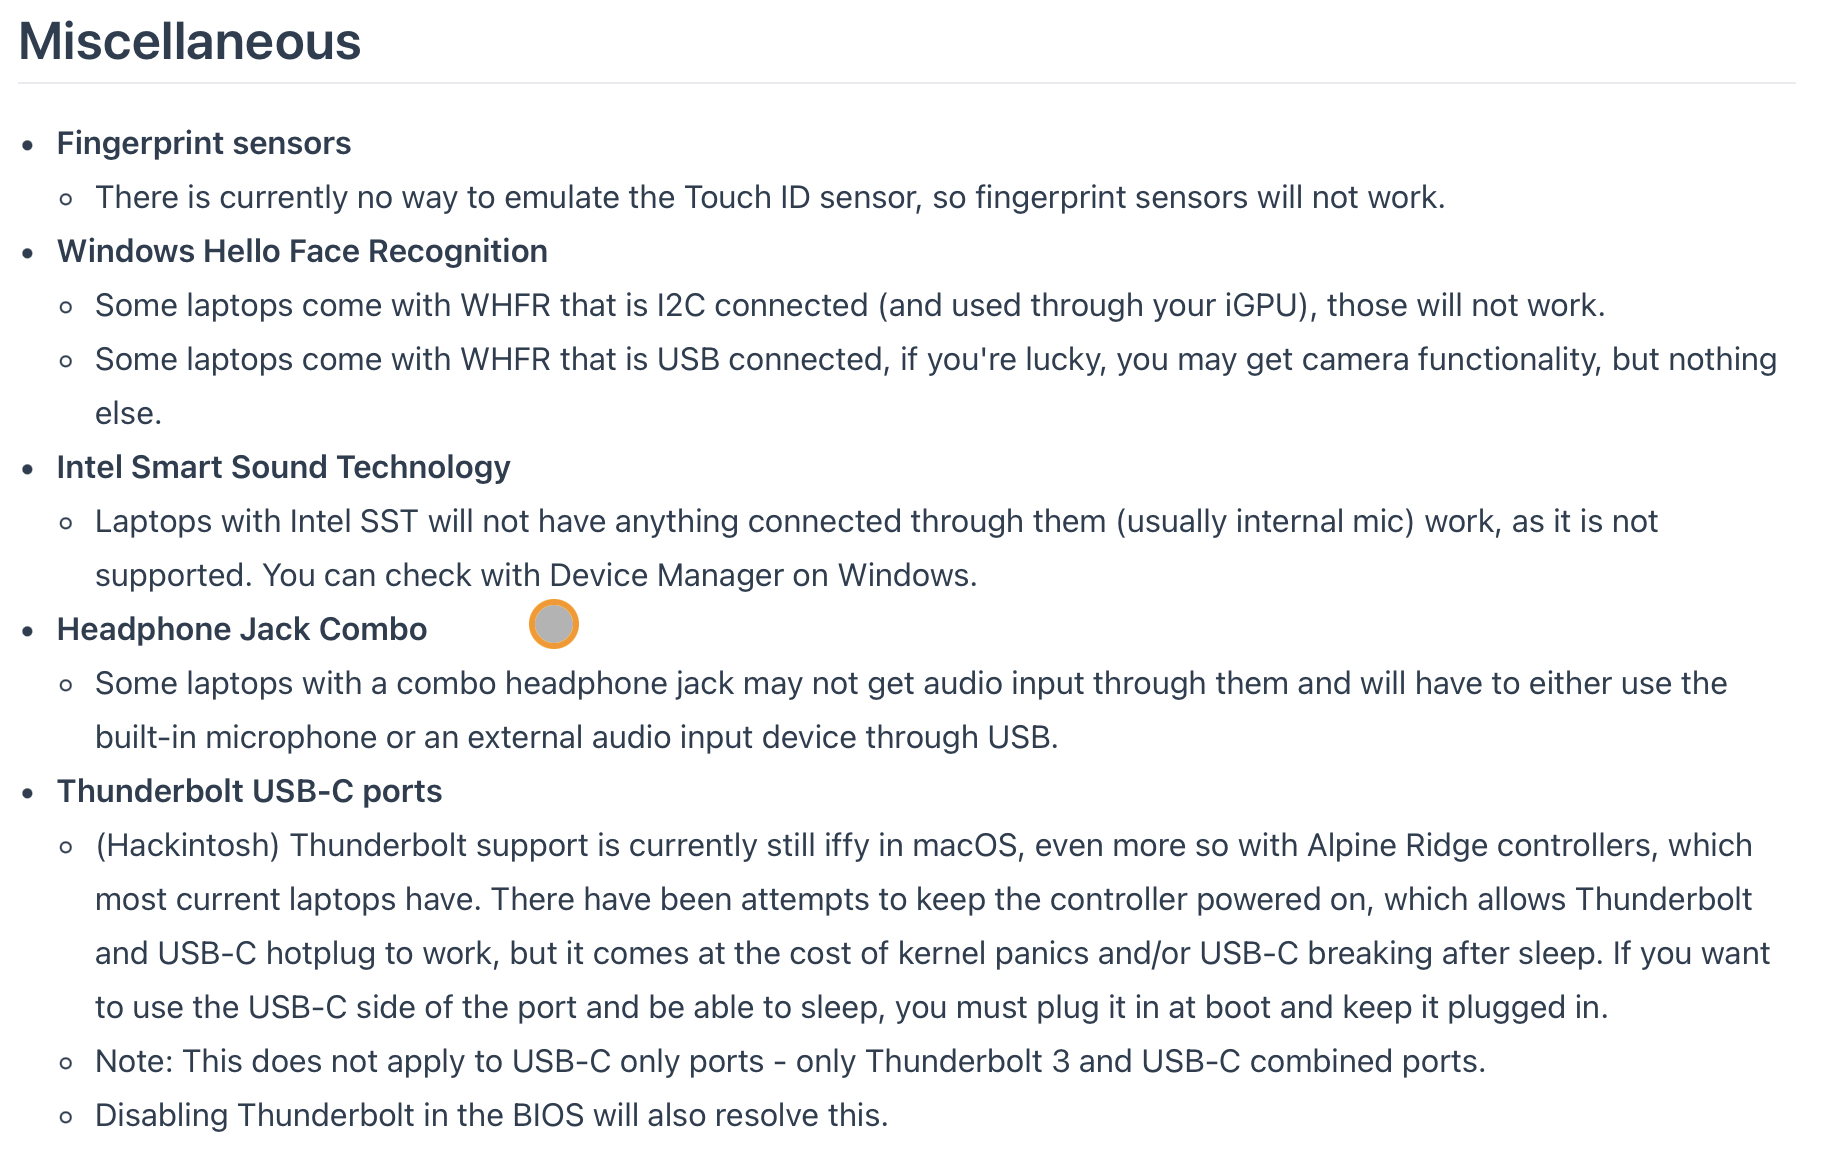 Miscellaneous
• Fingerprint sensors
◦ There is currently no way to emulate the Touch ID sensor, so fingerprint sensors will not work.
• Windows Hello Face Recognition
◦ Some laptops come with WHFR that is I2C connected (and used through your iGPU), those will not work.
◦ Some laptops come with WHFR that is USB connected, if you're lucky, you may get camera functionality, but nothing
else.
• Intel Smart Sound Technology
◦ Laptops with Intel SST will not have anything connected through them (usually internal mic) work, as it is not
supported. You can check with Device Manager on Windows.
• Headphone Jack Combo
◦ Some laptops with a combo headphone jack may not get audio input through them and will have to either use the
built-in microphone or an external audio input device through USB.
• Thunderbolt USB-C ports
◦ (Hackintosh) Thunderbolt support is currently still iffy in macOS, even more so with Alpine Ridge controllers, which
most current laptops have. There have been attempts to keep the controller powered on, which allows Thunderbolt
and USB-C hotplug to work, but it comes at the cost of kernel panics and/or USB-C breaking after sleep. If you want
to use the USB-C side of the port and be able to sleep, you must plug it in at boot and keep it plugged in.
◦ Note: This does not apply to USB-C only ports - only Thunderbolt 3 and USB-C combined ports.
◦ Disabling Thunderbolt in the BIOS will also resolve this.